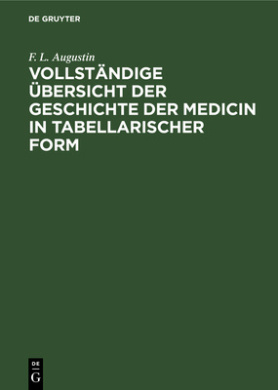 DE GRUYTER
F. L. Augustin
VOLLSTÄNDIGE
ÜBERSICHT DER
GESCHICHTE DER MEDICIN
IN TABELLARISCHER
FORM
DE
G